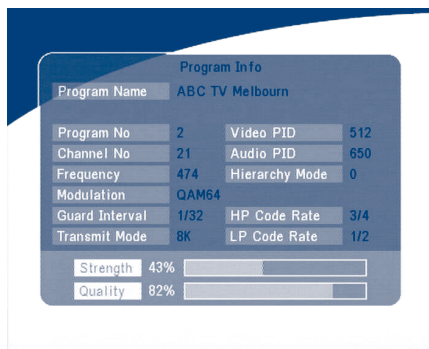 Program Info
Program Name ABC TV Melbourn
Program No 2 Video PID 512
Channel No 21 Audio PID 650
Frequency 474 Hierarchy Mode 0
Modulation QAM64
Guard Interval 1/32 HP Code Rate 3/4
Transmit Mode 8K LP Code Rate 1/2
Strength 43%
Quality 82%